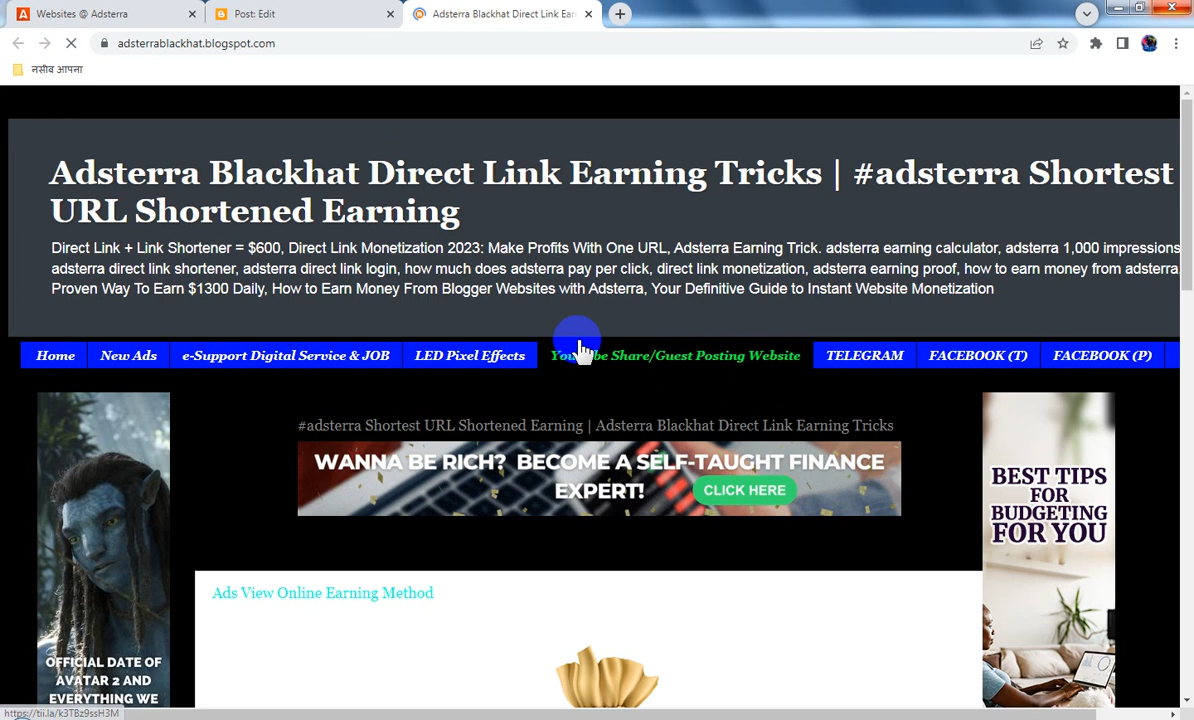 Websites @ Adsterra
Post: Edit
Adsterra Blackhat Direct Link Ear
adsterrablackhat.blogspot.com
नसीब आपना
Adsterra Blackhat Direct Link Earning Tricks | #adsterra Shortest
URL Shortened Earning
Direct Link + Link Shortener = $600, Direct Link Monetization 2023: Make Profits With One URL, Adsterra Earning Trick. adsterra earning calculator, adsterra 1,000 impressions
adsterra direct link shortener, adsterra direct link login, how much does adsterra pay per click, direct link monetization, adsterra earning proof, how to earn money from adsterra,
Proven Way To Earn $1300 Daily, How to Earn Money From Blogger Websites with Adsterra, Your Definitive Guide to Instant Website Monetization
Home New Ads e-Support Digital Service & JOB LED Pixel Effects YouTube Share/Guest Posting Website TELEGRAM FACEBOOK (T) FACEBOOK (P)
#adsterra Shortest URL Shortened Earning | Adsterra Blackhat Direct Link Earning Tricks
WANNA BE RICH? BECOME A SELF-TAUGHT FINANCE
EXPERT! CLICK HERE
BEST TIPS
FOR
BUDGETING
FOR YOU
Ads View Online Earning Method
OFFICIAL DATE OF
AVATAR 2 AND
EVERYTHING WE
https://tii.la/k3TBz9ssH3M